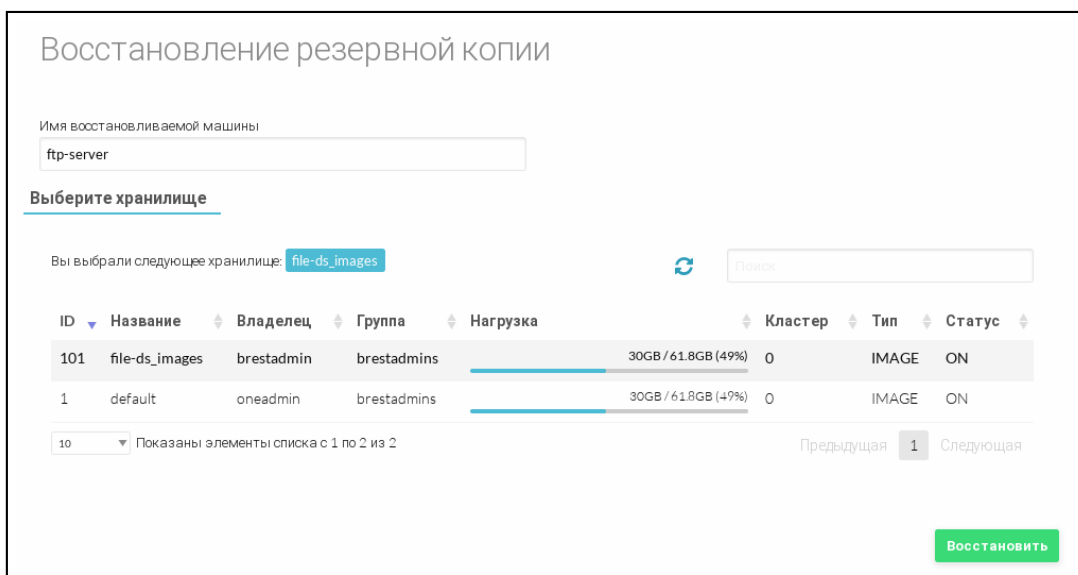 Восстановление резервной копии
Имя восстановливаемой машины
ftp-server
Выберите хранилище
Вы выбрали следующее хранилище: file-ds_images
Поиск
ID Название Владелец Группа Нагрузка Кластер Тип Статус
101 file-ds_images brestadmin brestadmins 30GB / 61.8GB (49%) 0 IMAGE ON
1 default oneadmin brestadmins 30GB / 61.8GB (49%) 0 IMAGE ON
10 Показаны элементы списка с 1 по 2 из 2 Предыдущая 1 Следующая
Восстановить